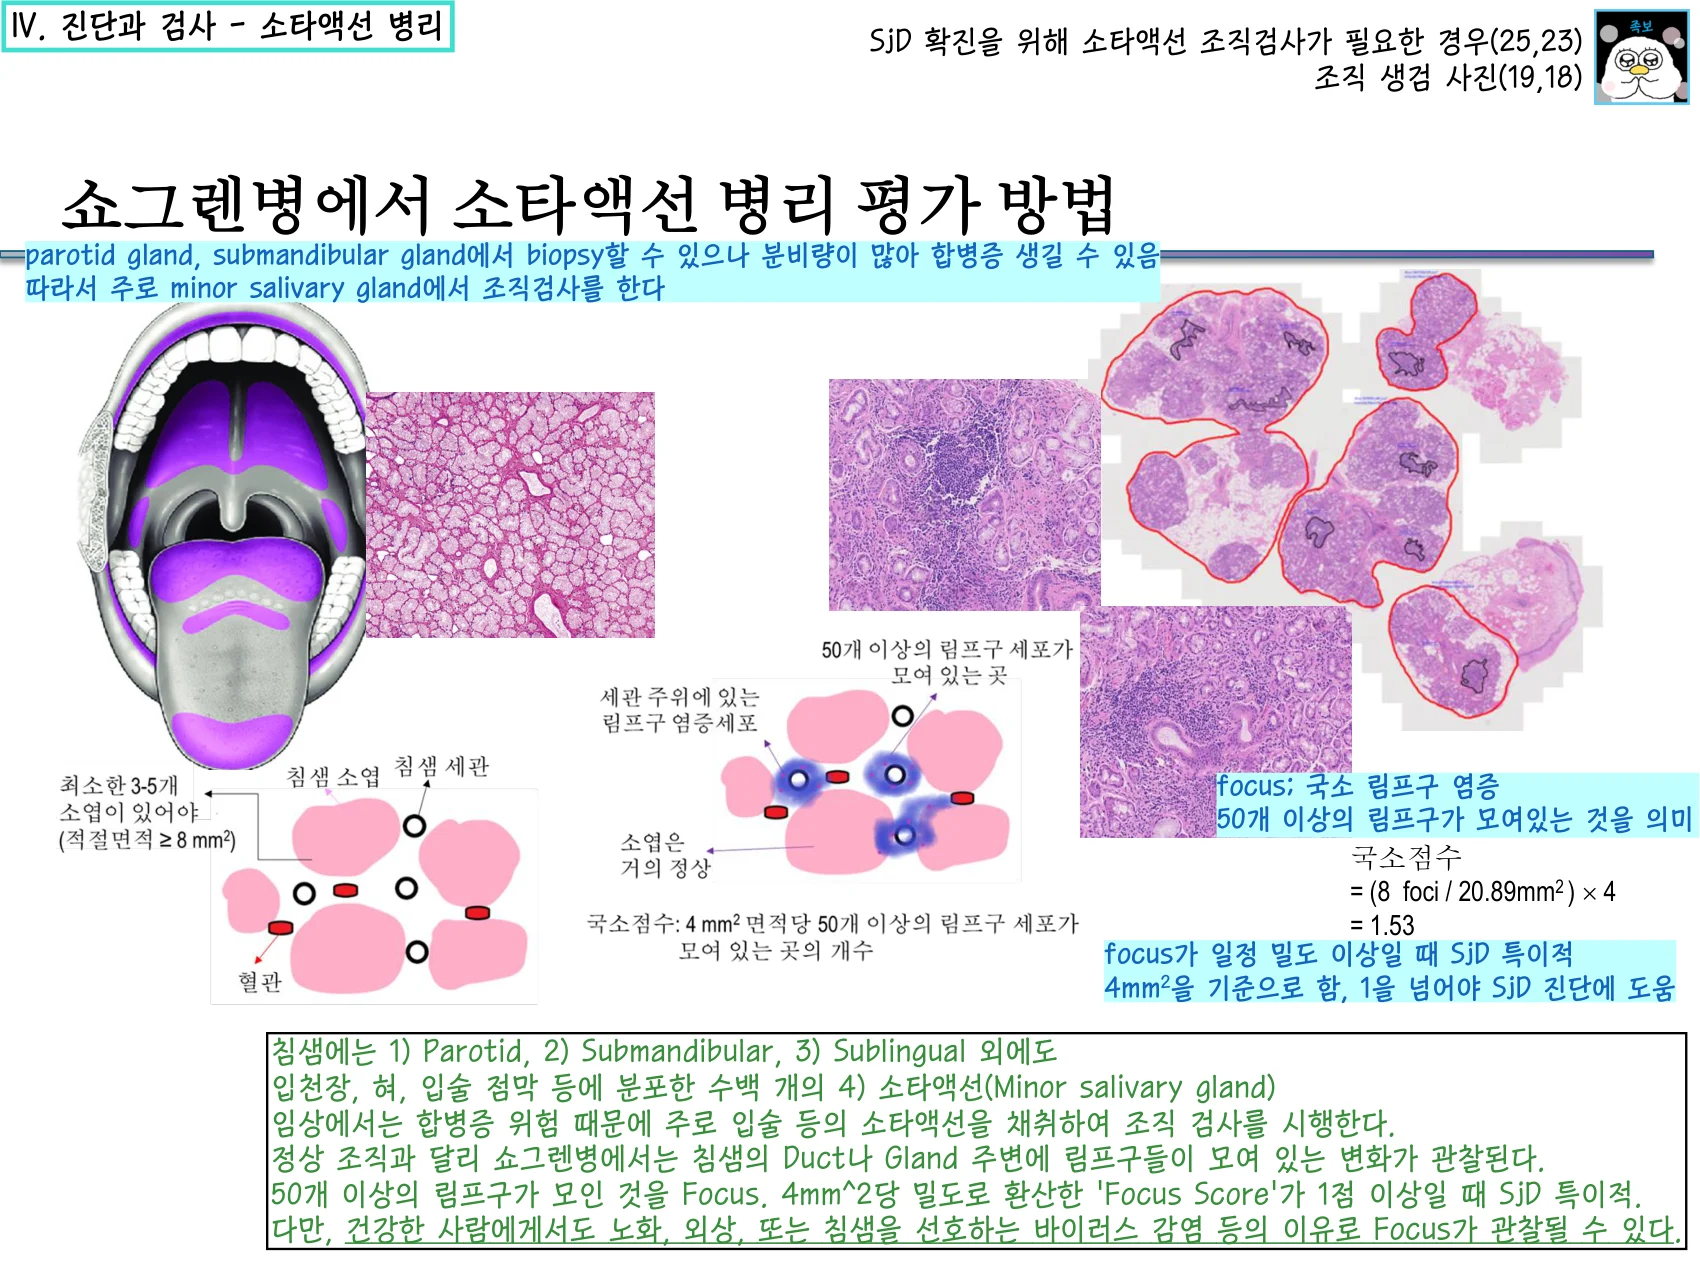 IV. 진단과 검사 - 소타액선 병리
SjD 확진을 위해 소타액선 조직검사가 필요한 경우(25,23)
조직 생검 사진(19,18)
족보
쇼그렌병에서 소타액선 병리 평가 방법
parotid gland, submandibular gland에서 biopsy할 수 있으나 분비량이 많아 합병증 생길 수 있음
따라서 주로 minor salivary gland에서 조직검사를 한다
최소한 3-5개
소엽이 있어야
(적절면적 ≥ 8 mm²)
침샘 소엽
침샘 세관
혈관
세관 주위에 있는
림프구 염증세포
50개 이상의 림프구 세포가
모여 있는 곳
소엽은
거의 정상
국소점수: 4 mm² 면적당 50개 이상의 림프구 세포가
모여 있는 곳의 개수
focus; 국소 림프구 염증
50개 이상의 림프구가 모여있는 것을 의미
국소점수
= (8 foci / 20.89mm² ) × 4
= 1.53
focus가 일정 밀도 이상일 때 SjD 특이적
4mm²을 기준으로 함, 1을 넘어야 SjD 진단에 도움
침샘에는 1) Parotid, 2) Submandibular, 3) Sublingual 외에도
입천장, 혀, 입술 점막 등에 분포한 수백 개의 4) 소타액선(Minor salivary gland)
임상에서는 합병증 위험 때문에 주로 입술 등의 소타액선을 채취하여 조직 검사를 시행한다.
정상 조직과 달리 쇼그렌병에서는 침샘의 Duct나 Gland 주변에 림프구들이 모여 있는 변화가 관찰된다.
50개 이상의 림프구가 모인 것을 Focus. 4mm^2당 밀도로 환산한 'Focus Score'가 1점 이상일 때 SjD 특이적.
다만, 건강한 사람에게서도 노화, 외상, 또는 침샘을 선호하는 바이러스 감염 등의 이유로 Focus가 관찰될 수 있다.